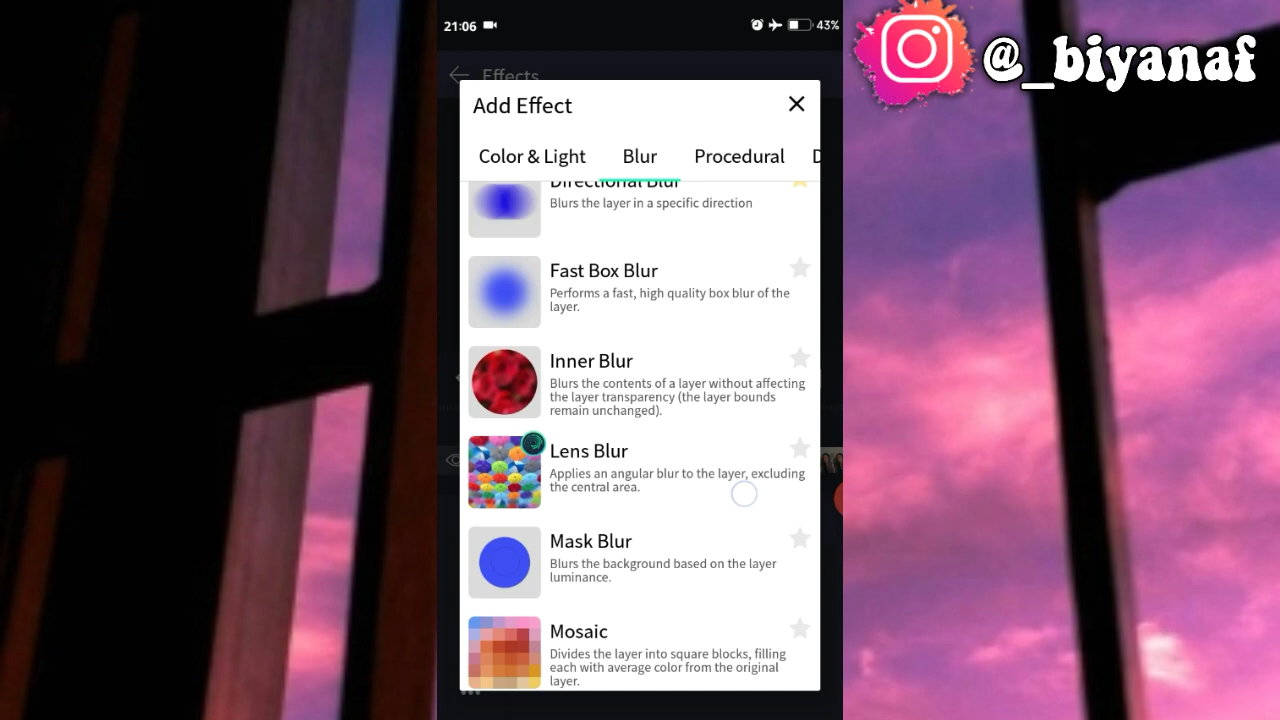 21:06
43%
@_biyanaf
Effects
Add Effect
Color & Light
Blur
Procedural
D
Directional Blur
Blurs the layer in a specific direction
Fast Box Blur
Performs a fast, high quality box blur of the
layer.
Inner Blur
Blurs the contents of a layer without affecting
the layer transparency (the layer bounds
remain unchanged).
Lens Blur
Applies an angular blur to the layer, excluding
the central area.
Mask Blur
Blurs the background based on the layer
luminance.
Mosaic
Divides the layer into square blocks, filling
each with average color from the original
layer.